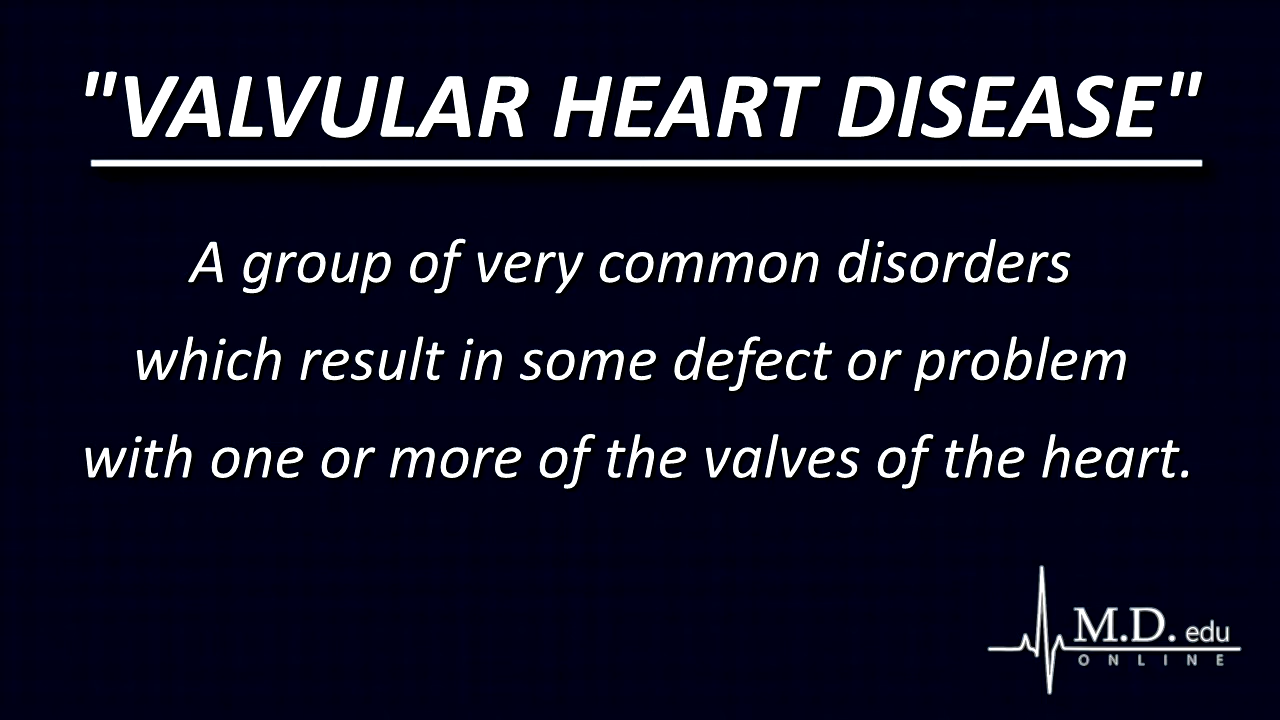 "VALVULAR HEART DISEASE"
A group of very common disorders
which result in some defect or problem
with one or more of the valves of the heart.
M.D. edu
ONLINE